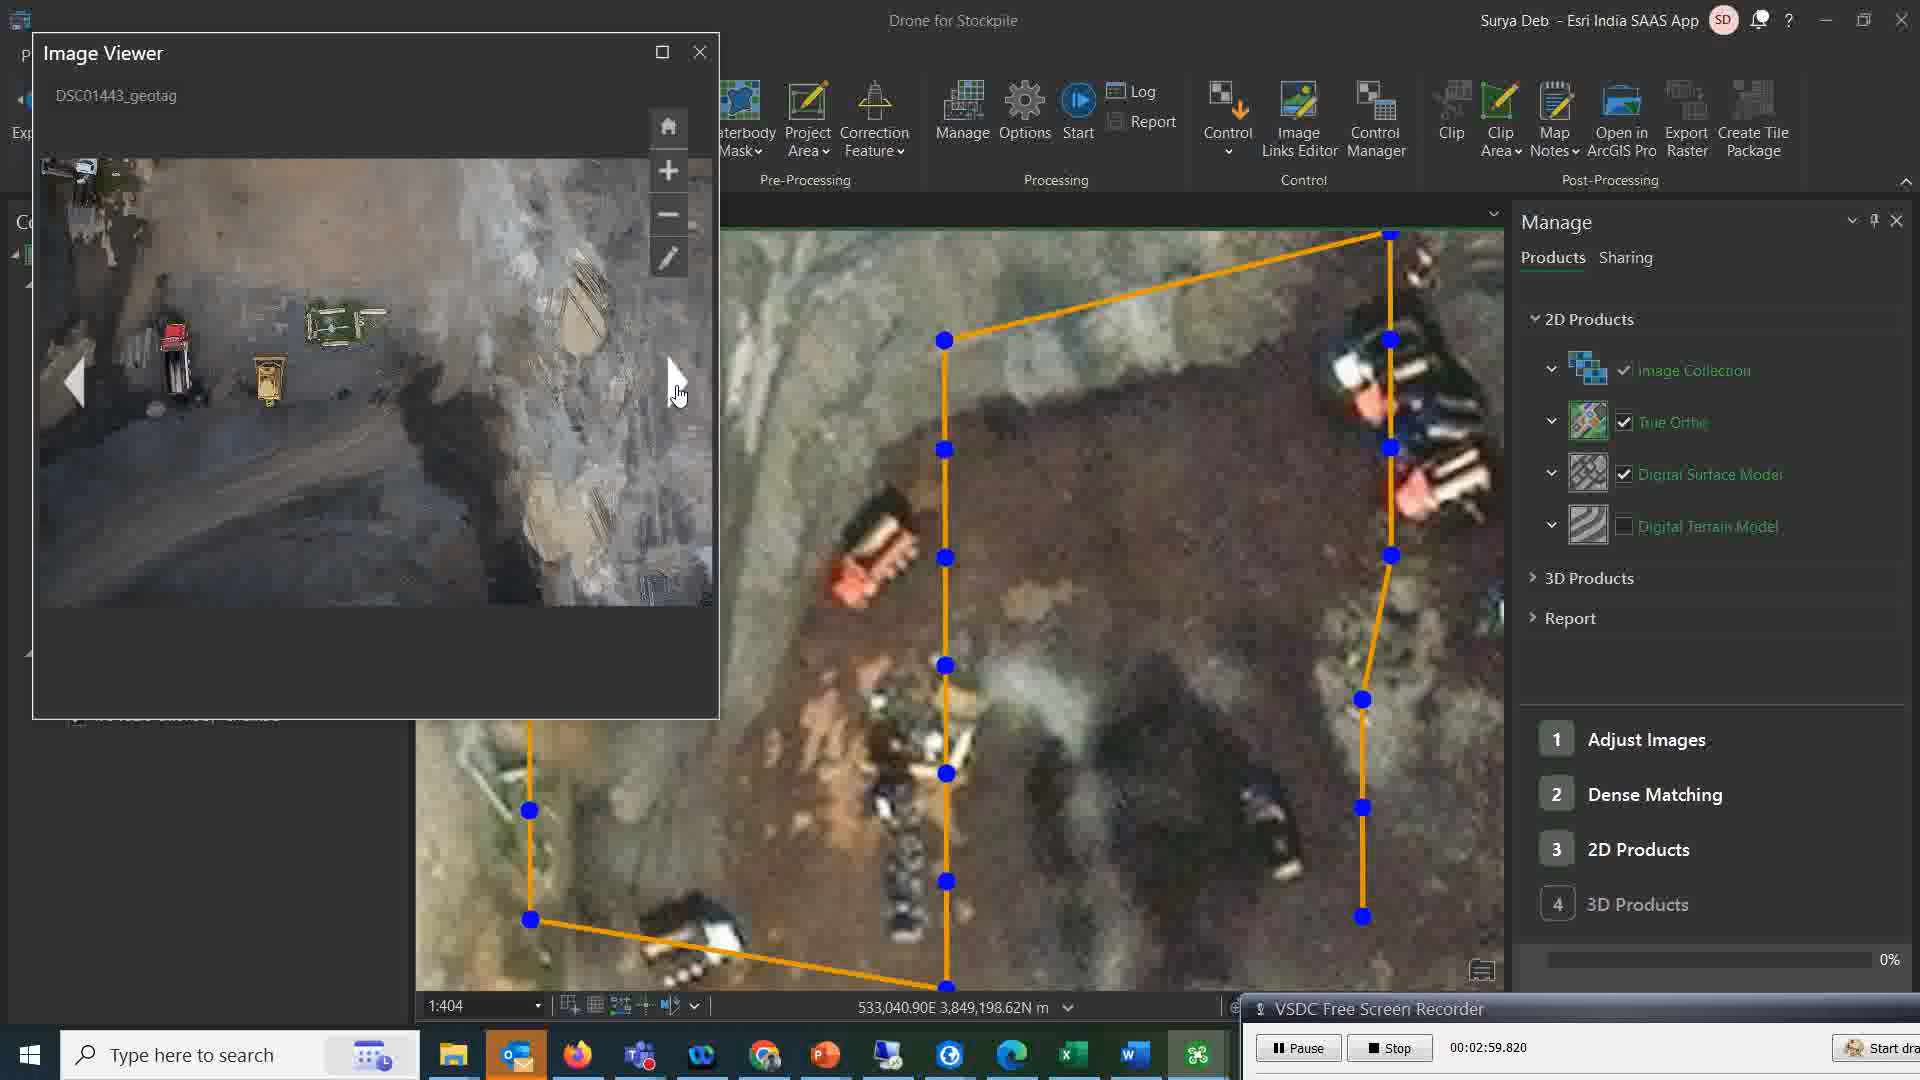 Drone for Stockpile
Surya Deb - Esri India SAAS App
SD
?
Image Viewer
DSC01443_geotag
Mask
Project
Area
Correction
Feature
Pre-Processing
Manage
Options
Start
Log
Report
Processing
Control
Image
Links Editor
Control
Manager
Control
Clip
Clip
Area
Map
Notes
Open in
ArcGIS Pro
Export
Raster
Create Tile
Package
Post-Processing
Manage
Products
Sharing
2D Products
Image Collection
True Ortho
Digital Surface Model
Digital Terrain Model
3D Products
Report
1 Adjust Images
2 Dense Matching
3 2D Products
4 3D Products
0%
1:404
533,040.90E 3,849,198.62N m
VSDC Free Screen Recorder
Pause
Stop
00:02:59.820
Start
Type here to search